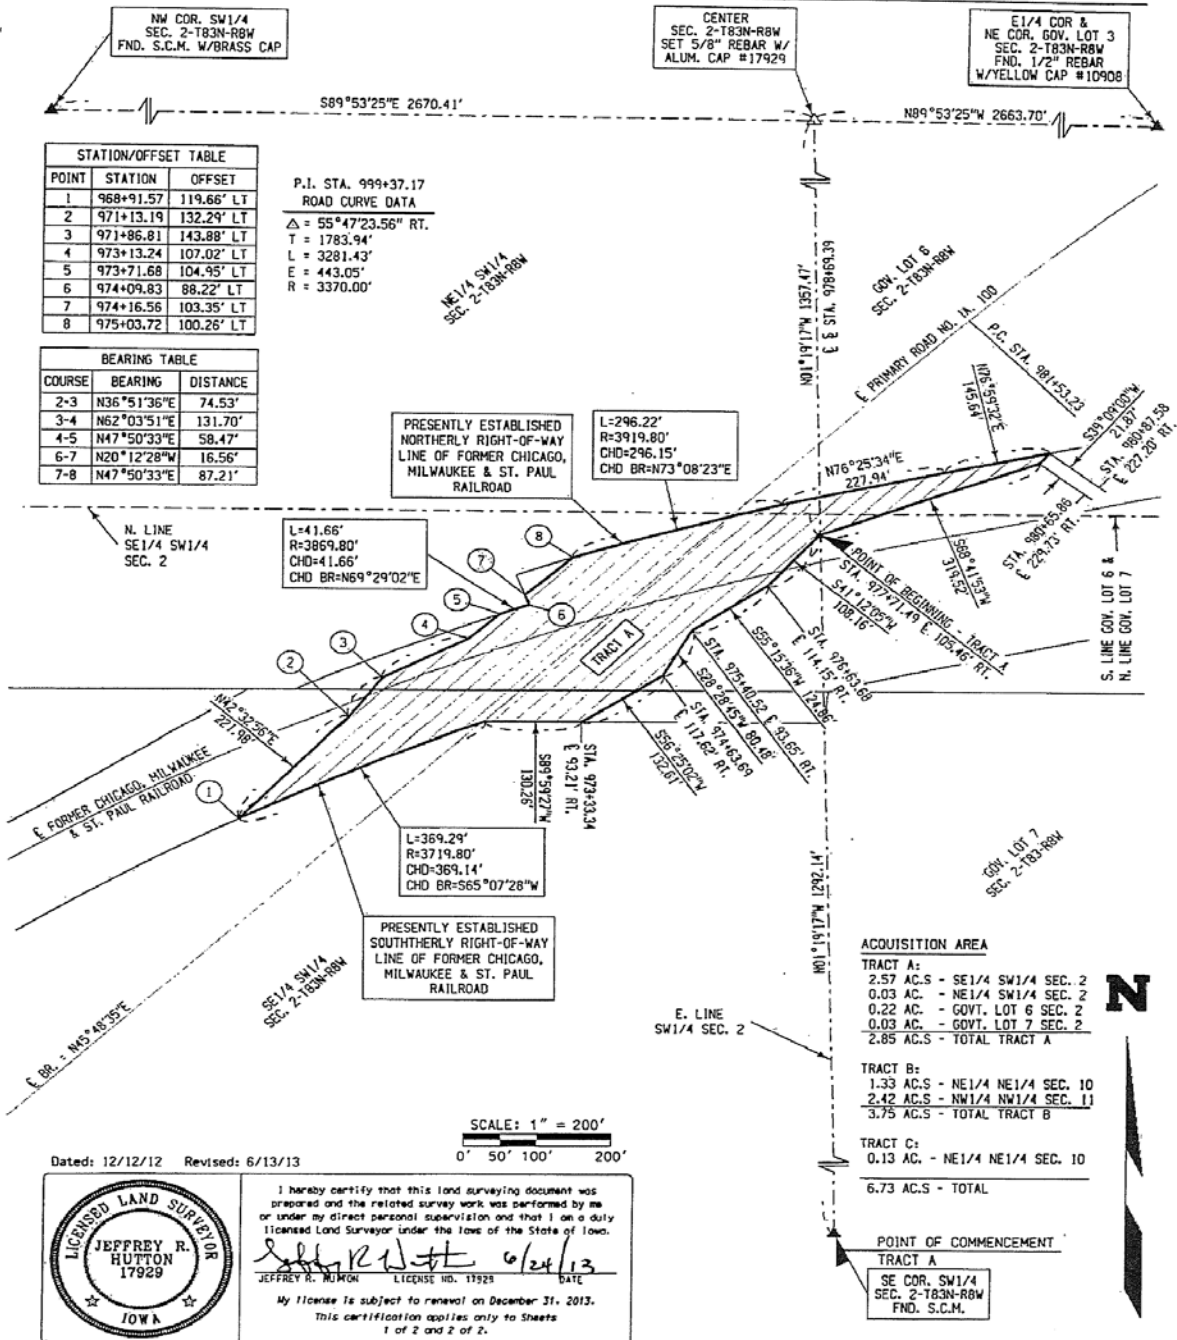 NW COR. SW1/4
SEC. 2-T83N-R8W
FND. S.C.M. W/BRASS CAP
CENTER
SEC. 2-T83N-R8W
SET 5/8" REBAR W/
ALUM. CAP #17929
E1/4 COR &
NE COR. GOV. LOT 3
SEC. 2-T83N-R8W
FND. 1/2" REBAR
W/YELLOW CAP #10908
S89°53'25"E 2670.41'
N89°53'25"W 2663.70'
STATION/OFFSET TABLE
POINT STATION OFFSET
1 968+91.57 119.66' LT
2 971+13.19 132.29' LT
3 971+86.81 143.88' LT
4 973+13.24 107.02' LT
5 973+71.68 104.95' LT
6 974+09.83 88.22' LT
7 974+16.56 103.35' LT
8 975+03.72 100.26' LT
P.I. STA. 999+37.17
ROAD CURVE DATA
△ = 55°47'23.56" RT.
T = 1783.94'
L = 3281.43'
E = 443.05'
R = 3370.00'
BEARING TABLE
COURSE BEARING DISTANCE
2-3 N36°51'36"E 74.53'
3-4 N62°03'51"E 131.70'
4-5 N47°50'33"E 58.47'
6-7 N20°12'28"W 16.56'
7-8 N47°50'33"E 87.21'
NE1/4 SW1/4
SEC. 2-T83N-R8W
N01°19'17"W 1357.47'
℄ STA. 978+69.39
GOV. LOT 6
SEC. 2-T83N-R8W
℄ PRIMARY ROAD NO. IA. 100
P.C. STA. 981+53.23
N76°59'32"E
145.64'
S39°09'00"W
21.87'
STA. 980+87.58
℄ 227.20' RT.
STA. 980+65.86
℄ 229.73' RT.
PRESENTLY ESTABLISHED
NORTHERLY RIGHT-OF-WAY
LINE OF FORMER CHICAGO,
MILWAUKEE & ST. PAUL
RAILROAD
L=296.22'
R=3919.80'
CHD=296.15'
CHD BR=N73°08'23"E
N76°25'34"E
227.94'
N. LINE
SE1/4 SW1/4
SEC. 2
L=41.66'
R=3869.80'
CHD=41.66'
CHD BR=N69°29'02"E
8
7
6
5
4
3
2
1
TRACT A
S68°41'53"W
319.52'
POINT OF BEGINNING - TRACT A
STA. 977+71.49 ℄ 105.46' RT.
S41°12'05"W
108.16'
STA. 976+63.68
℄ 114.15' RT.
S55°15'36"W 124.86'
STA. 975+40.52 ℄ 93.65' RT.
S28°28'45"W 80.48'
STA. 974+63.69
℄ 117.62' RT.
S56°25'02"W
132.61'
STA. 973+33.34
℄ 93.21' RT.
S89°59'27"W
130.26'
S. LINE GOV. LOT 6 &
N. LINE GOV. LOT 7
N42°32'56"E
221.98'
℄ FORMER CHICAGO, MILWAUKEE
& ST. PAUL RAILROAD
L=369.29'
R=3719.80'
CHD=369.14'
CHD BR=S65°07'28"W
PRESENTLY ESTABLISHED
SOUTHTHERLY RIGHT-OF-WAY
LINE OF FORMER CHICAGO,
MILWAUKEE & ST. PAUL
RAILROAD
SE1/4 SW1/4
SEC. 2-T83N-R8W
℄ BR. = N45°48'35"E
N01°19'17"W 1292.14'
GOV. LOT 7
SEC. 2-T83-R8W
E. LINE
SW1/4 SEC. 2
ACQUISITION AREA
TRACT A:
2.57 AC.S - SE1/4 SW1/4 SEC. 2
0.03 AC. - NE1/4 SW1/4 SEC. 2
0.22 AC. - GOVT. LOT 6 SEC. 2
0.03 AC. - GOVT. LOT 7 SEC. 2
2.85 AC.S - TOTAL TRACT A
TRACT B:
1.33 AC.S - NE1/4 NE1/4 SEC. 10
2.42 AC.S - NW1/4 NW1/4 SEC. 11
3.75 AC.S - TOTAL TRACT B
TRACT C:
0.13 AC. - NE1/4 NE1/4 SEC. 10
6.73 AC.S - TOTAL
N
SCALE: 1" = 200'
0' 50' 100' 200'
POINT OF COMMENCEMENT
TRACT A
SE COR. SW1/4
SEC. 2-T83N-R8W
FND. S.C.M.
Dated: 12/12/12 Revised: 6/13/13
LICENSED LAND SURVEYOR
JEFFREY R.
HUTTON
17929
IOWA
I hereby certify that this land surveying document was
prepared and the related survey work was performed by me
or under my direct personal supervision and that I am a duly
licensed Land Surveyor under the laws of the State of Iowa.
Jeffrey R Hutton 6/24/13
JEFFREY R. HUTTON LICENSE NO. 17929 DATE
My license is subject to renewal on December 31, 2013.
This certification applies only to Sheets
1 of 2 and 2 of 2.